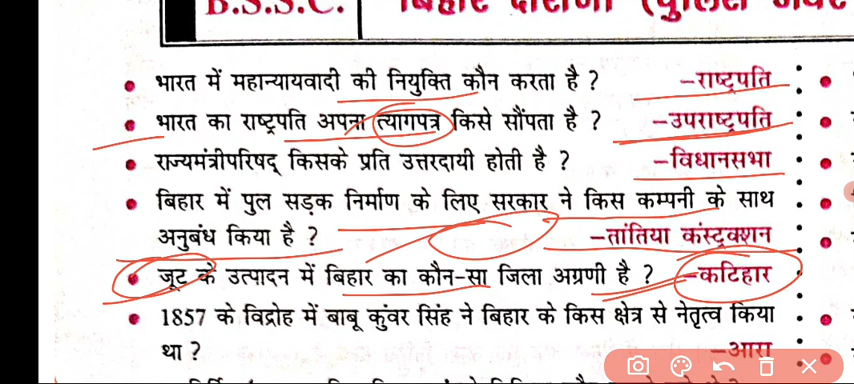 B.S.S.C.
भारत में महान्यायवादी की नियुक्ति कौन करता है ? –राष्ट्रपति
भारत का राष्ट्रपति अपना त्यागपत्र किसे सौंपता है ? –उपराष्ट्रपति
राज्यमंत्रीपरिषद् किसके प्रति उत्तरदायी होती है ? –विधानसभा
बिहार में पुल सड़क निर्माण के लिए सरकार ने किस कम्पनी के साथ
अनुबंध किया है ? –तांतिया कंस्ट्रक्शन
जूट के उत्पादन में बिहार का कौन-सा जिला अग्रणी है ? –कटिहार
1857 के विद्रोह में बाबू कुंवर सिंह ने बिहार के किस क्षेत्र से नेतृत्व किया
था ? –आरा